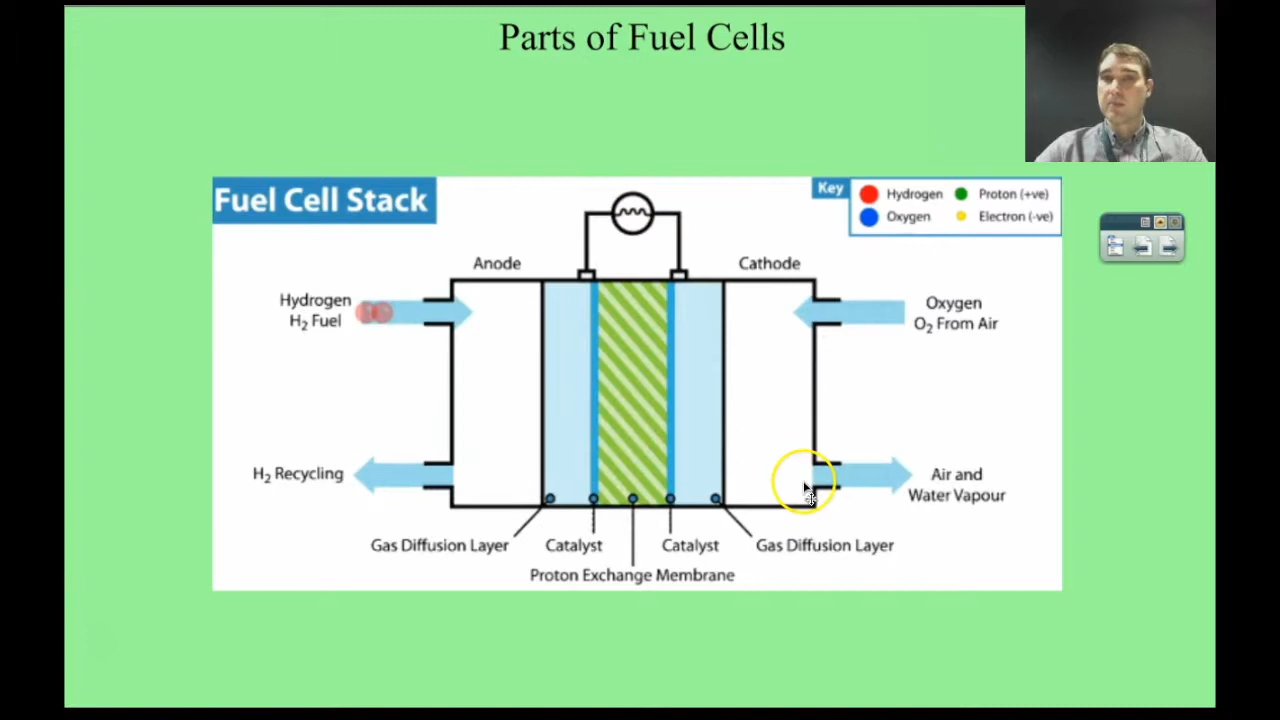 Parts of Fuel Cells
Fuel Cell Stack
Key
Hydrogen
Proton (+ve)
Oxygen
Electron (-ve)
Anode
Cathode
Hydrogen
H₂ Fuel
Oxygen
O₂ From Air
H₂ Recycling
Air and
Water Vapour
Gas Diffusion Layer
Catalyst
Catalyst
Gas Diffusion Layer
Proton Exchange Membrane